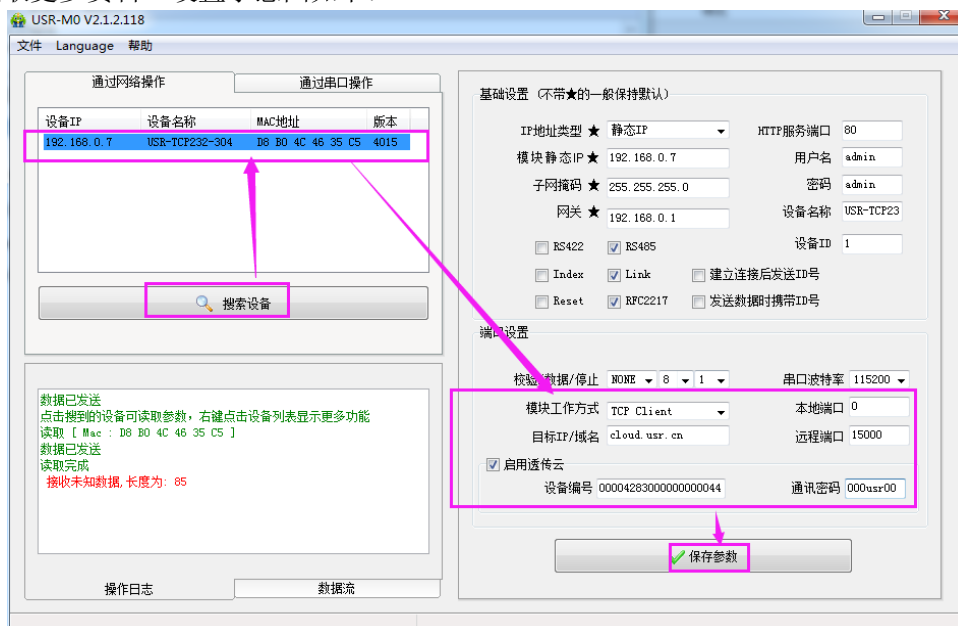 USR-M0 V2.1.2.118
文件 Language 帮助
通过网络操作 通过串口操作
设备IP 设备名称 MAC地址 版本
192.168.0.7 USR-TCP232-304 D8 B0 4C 46 35 C5 4015
搜索设备
数据已发送
点击搜到的设备可读取参数，右键点击设备列表显示更多功能
读取 [ Mac : D8 B0 4C 46 35 C5 ]
数据已发送
读取完成
接收未知数据,长度为: 85
操作日志 数据流
基础设置 (不带★的一般保持默认)
IP地址类型 ★ 静态IP HTTP服务端口 80
模块静态IP★ 192.168.0.7 用户名 admin
子网掩码 ★ 255.255.255.0 密码 admin
网关 ★ 192.168.0.1 设备名称 USR-TCP23
RS422 RS485 设备ID 1
Index Link 建立连接后发送ID号
Reset RFC2217 发送数据时携带ID号
端口设置
校验/数据/停止 NONE 8 1 串口波特率 115200
模块工作方式 TCP Client 本地端口 0
目标IP/域名 cloud.usr.cn 远程端口 15000
启用透传云
设备编号 00004283000000000044 通讯密码 000usr00
保存参数